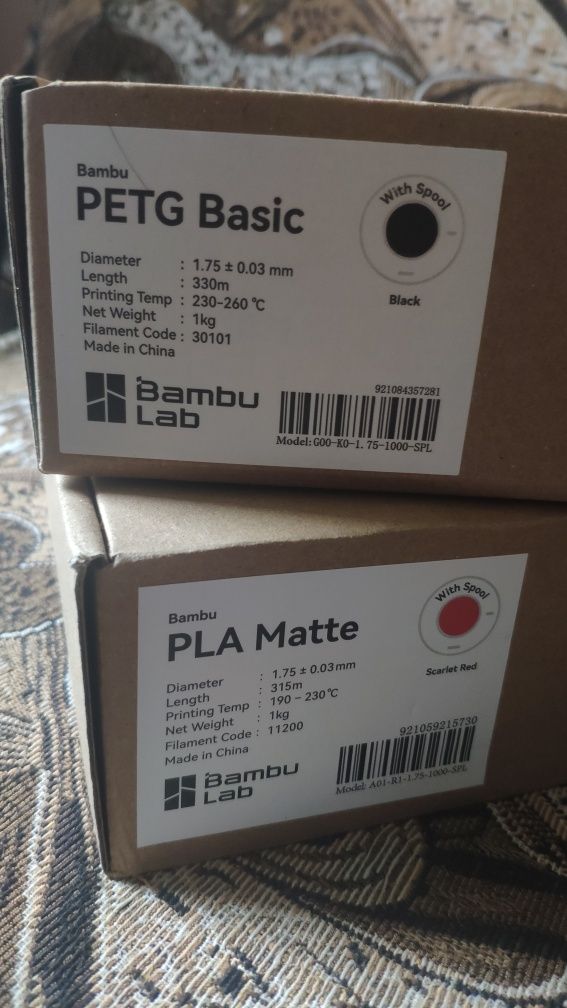 Bambu
PETG Basic
With Spool
Black
Diameter : 1.75 ± 0.03 mm
Length : 330m
Printing Temp : 230-260 ℃
Net Weight : 1kg
Filament Code : 30101
Made in China
Bambu
Lab
921084357281
Model: G00-K0-1.75-1000-SPL
Bambu
PLA Matte
With Spool
Scarlet Red
Diameter : 1.75 ± 0.03 mm
Length : 315m
Printing Temp : 190 - 230 ℃
Net Weight : 1kg
Filament Code : 11200
Made in China
Bambu
Lab
921059215730
Model: A01-R1-1.75-1000-SPL